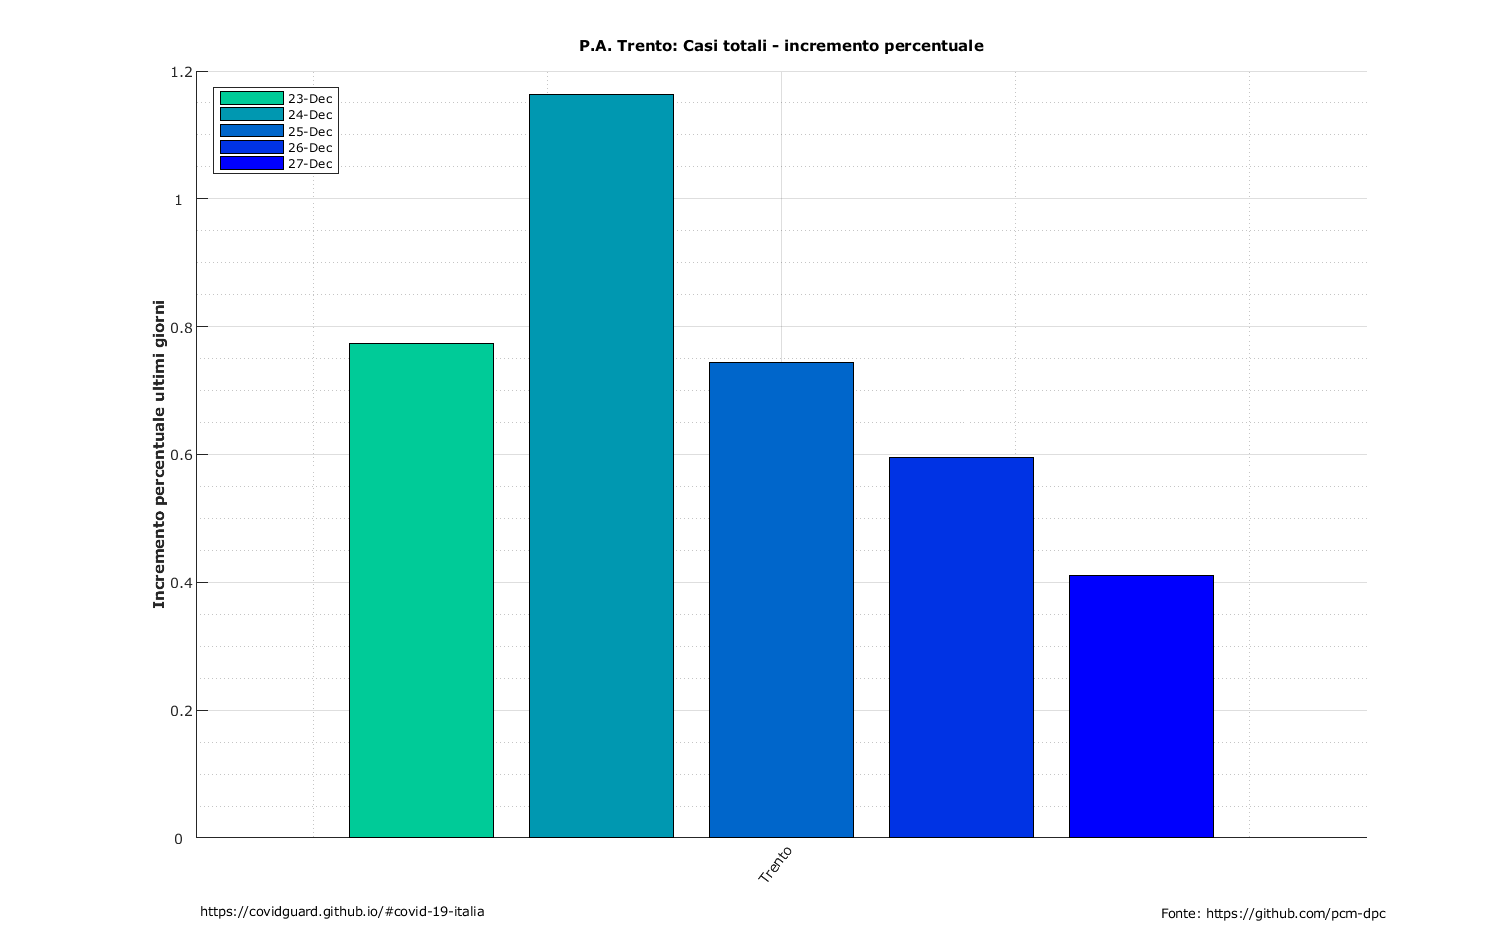 P.A. Trento: Casi totali - incremento percentuale
23-Dec
24-Dec
25-Dec
26-Dec
27-Dec
Incremento percentuale ultimi giorni
1.2
1
0.8
0.6
0.4
0.2
0
Trento
https://covidguard.github.io/#covid-19-italia
Fonte: https://github.com/pcm-dpc